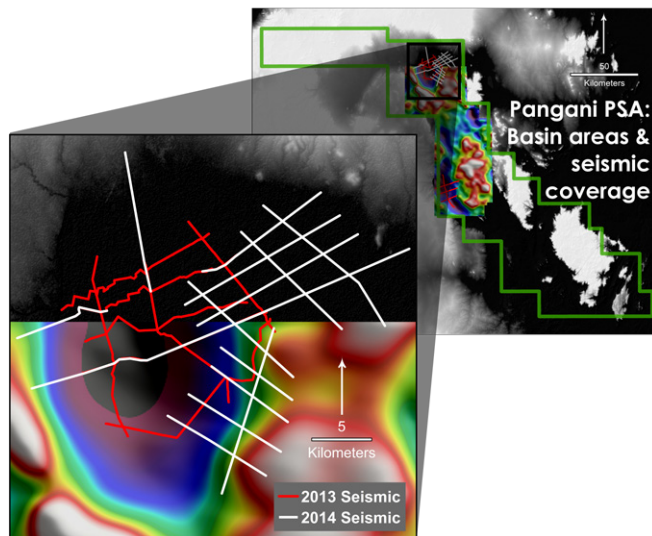 50
Kilometers
Pangani PSA:
Basin areas &
seismic
coverage
5
Kilometers
2013 Seismic
2014 Seismic